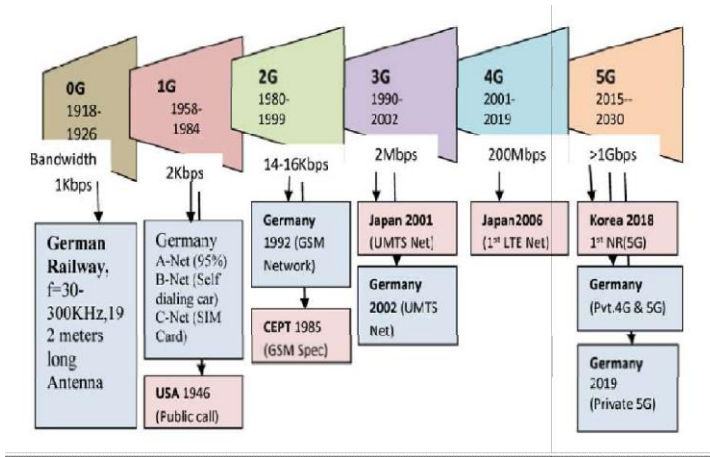 0G
1918-
1926
1G
1958-
1984
2G
1980-
1999
3G
1990-
2002
4G
2001-
2019
5G
2015--
2030
Bandwidth
1Kbps
2Kbps
14-16Kbps
2Mbps
200Mbps
>1Gbps
German
Railway,
f=30-
300KHz,19
2 meters
long
Antenna
Germany
A-Net (95%)
B-Net (Self
dialing car)
C-Net (SIM
Card)
USA 1946
(Public call)
Germany
1992 (GSM
Network)
CEPT 1985
(GSM Spec)
Japan 2001
(UMTS Net)
Germany
2002 (UMTS
Net)
Japan2006
(1st LTE Net)
Korea 2018
1st NR(5G)
Germany
(Pvt.4G & 5G)
Germany
2019
(Private 5G)